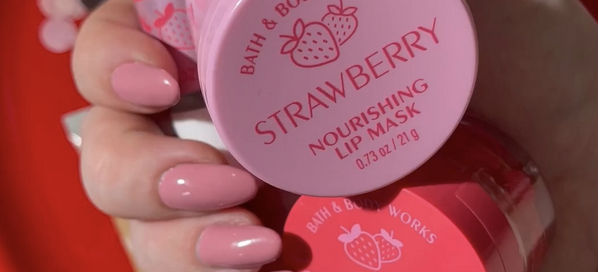 BATH & BODY
STRAWBERRY
NOURISHING
LIP MASK
0.73 oz / 21 g
BATH & BODY WORKS